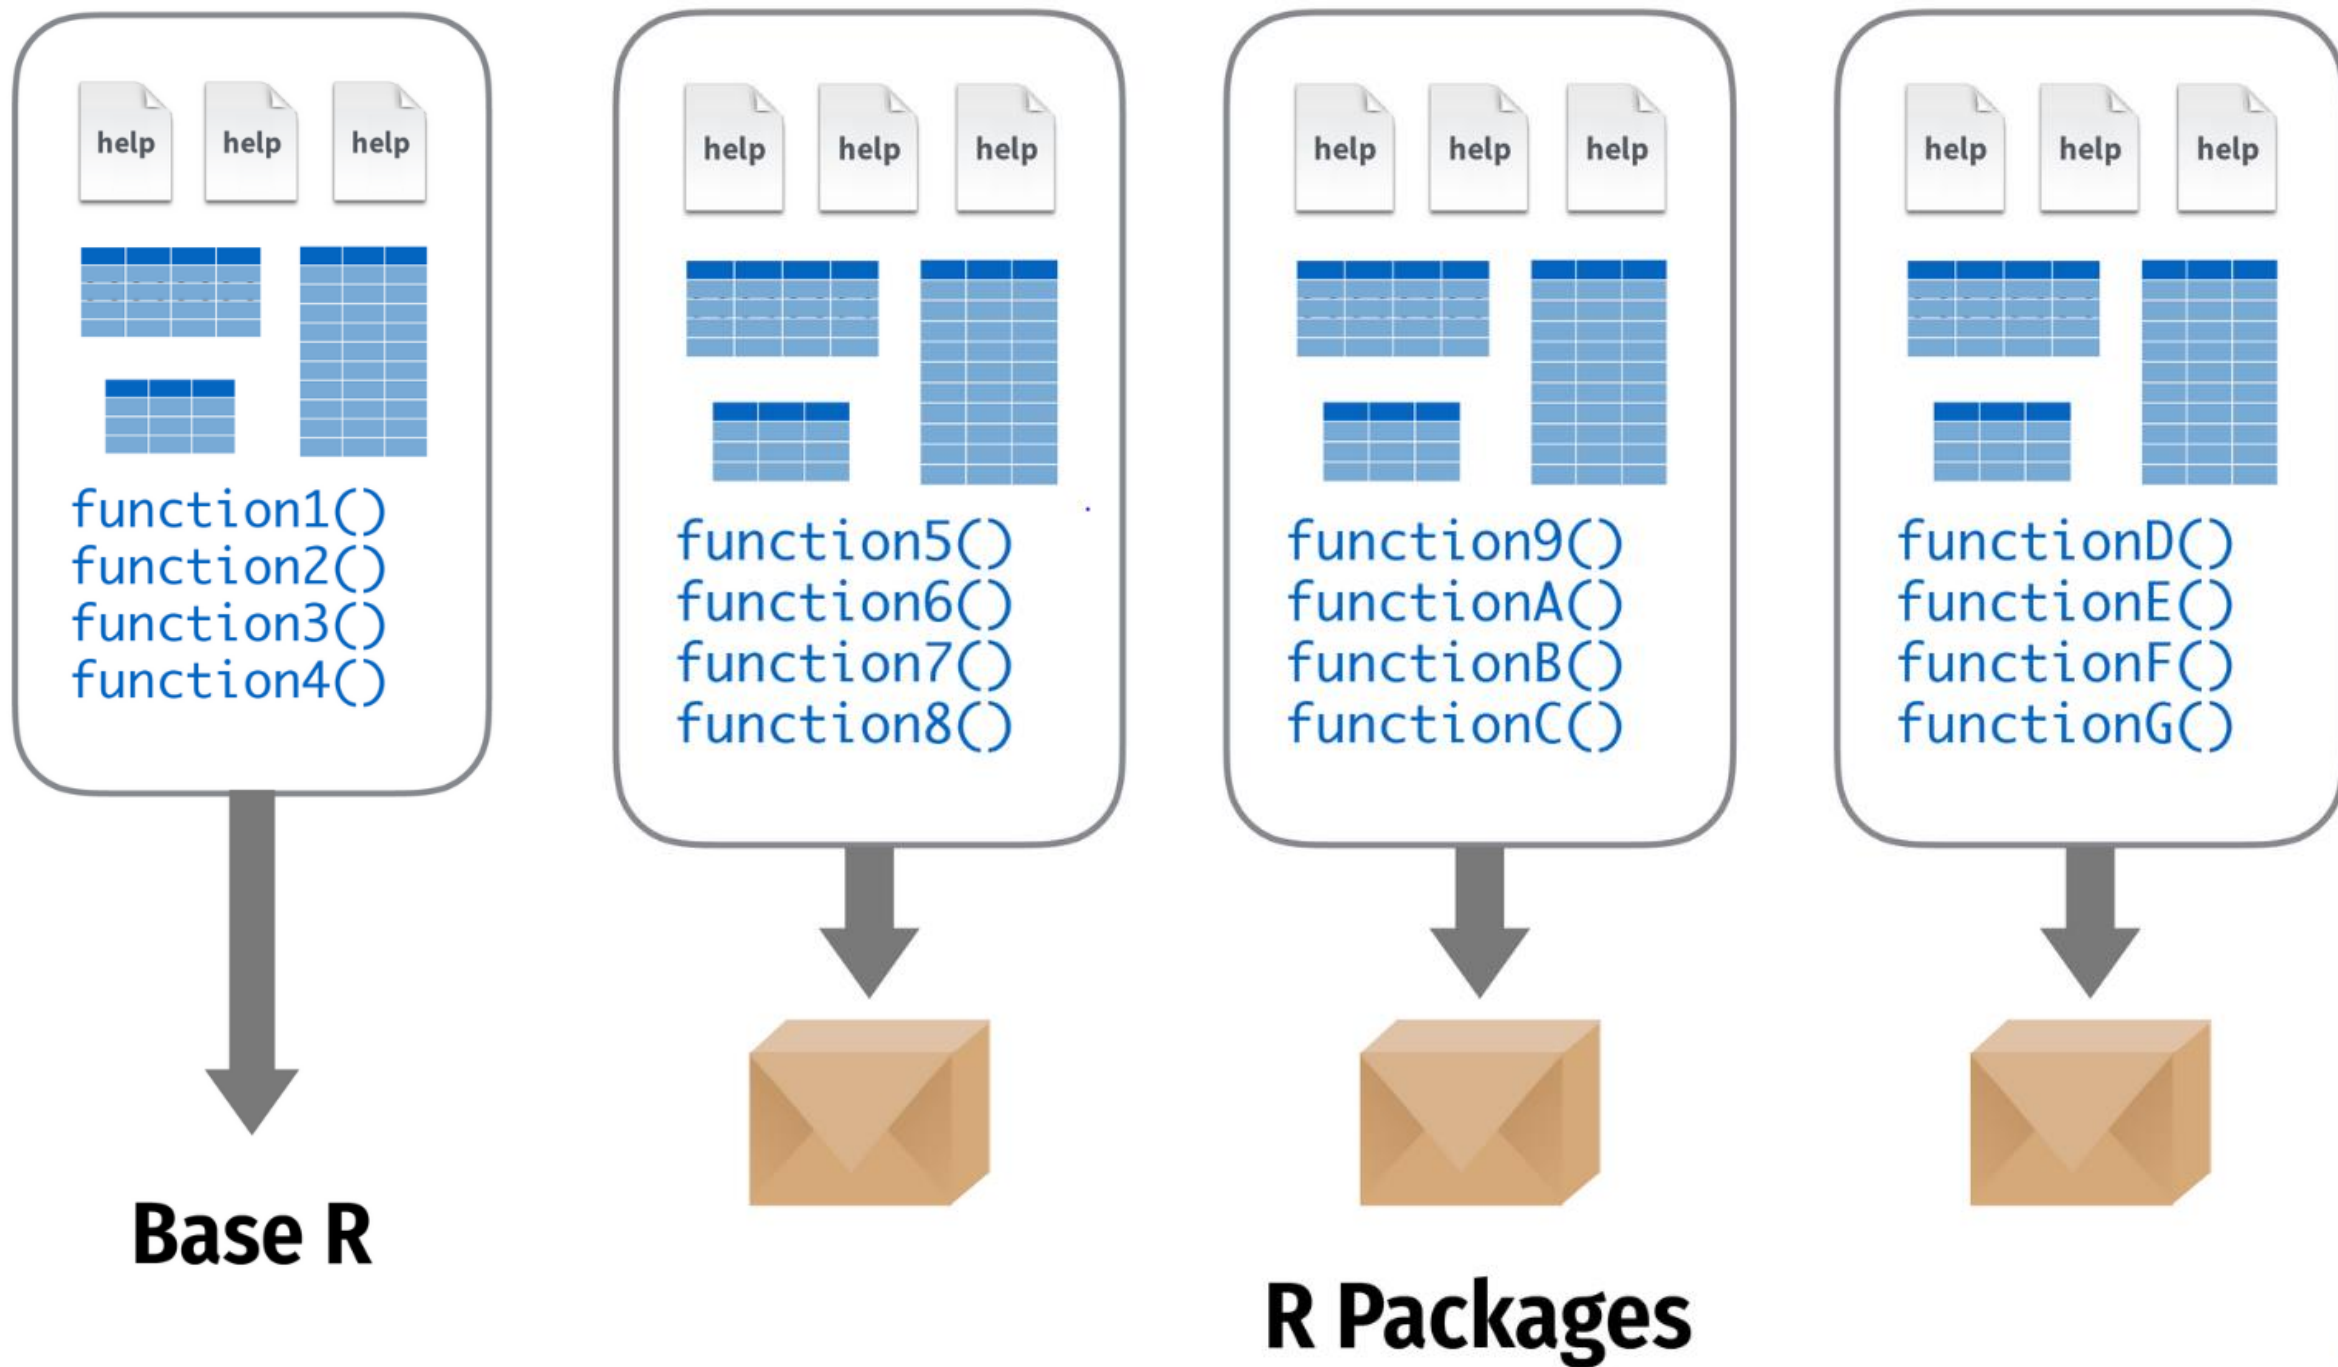 help help help
function1()
function2()
function3()
function4()
help help help
function5()
function6()
function7()
function8()
help help help
function9()
functionA()
functionB()
functionC()
help help help
functionD()
functionE()
functionF()
functionG()
Base R
R Packages